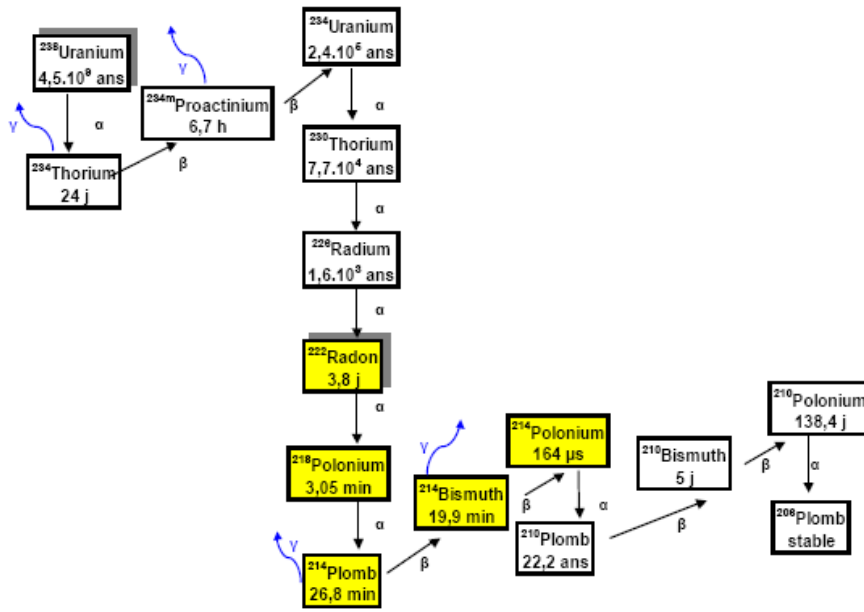 ²³⁸Uranium
4,5.10⁹ ans
α
γ
²³⁴Thorium
24 j
β
γ
²³⁴ᵐProactinium
6,7 h
β
²³⁴Uranium
2,4.10⁵ ans
α
²³⁰Thorium
7,7.10⁴ ans
α
²²⁶Radium
1,6.10³ ans
α
²²²Radon
3,8 j
α
²¹⁸Polonium
3,05 min
α
γ
²¹⁴Plomb
26,8 min
β
γ
²¹⁴Bismuth
19,9 min
β
²¹⁴Polonium
164 µs
α
²¹⁰Plomb
22,2 ans
β
²¹⁰Bismuth
5 j
β
²¹⁰Polonium
138,4 j
α
²⁰⁶Plomb
stable